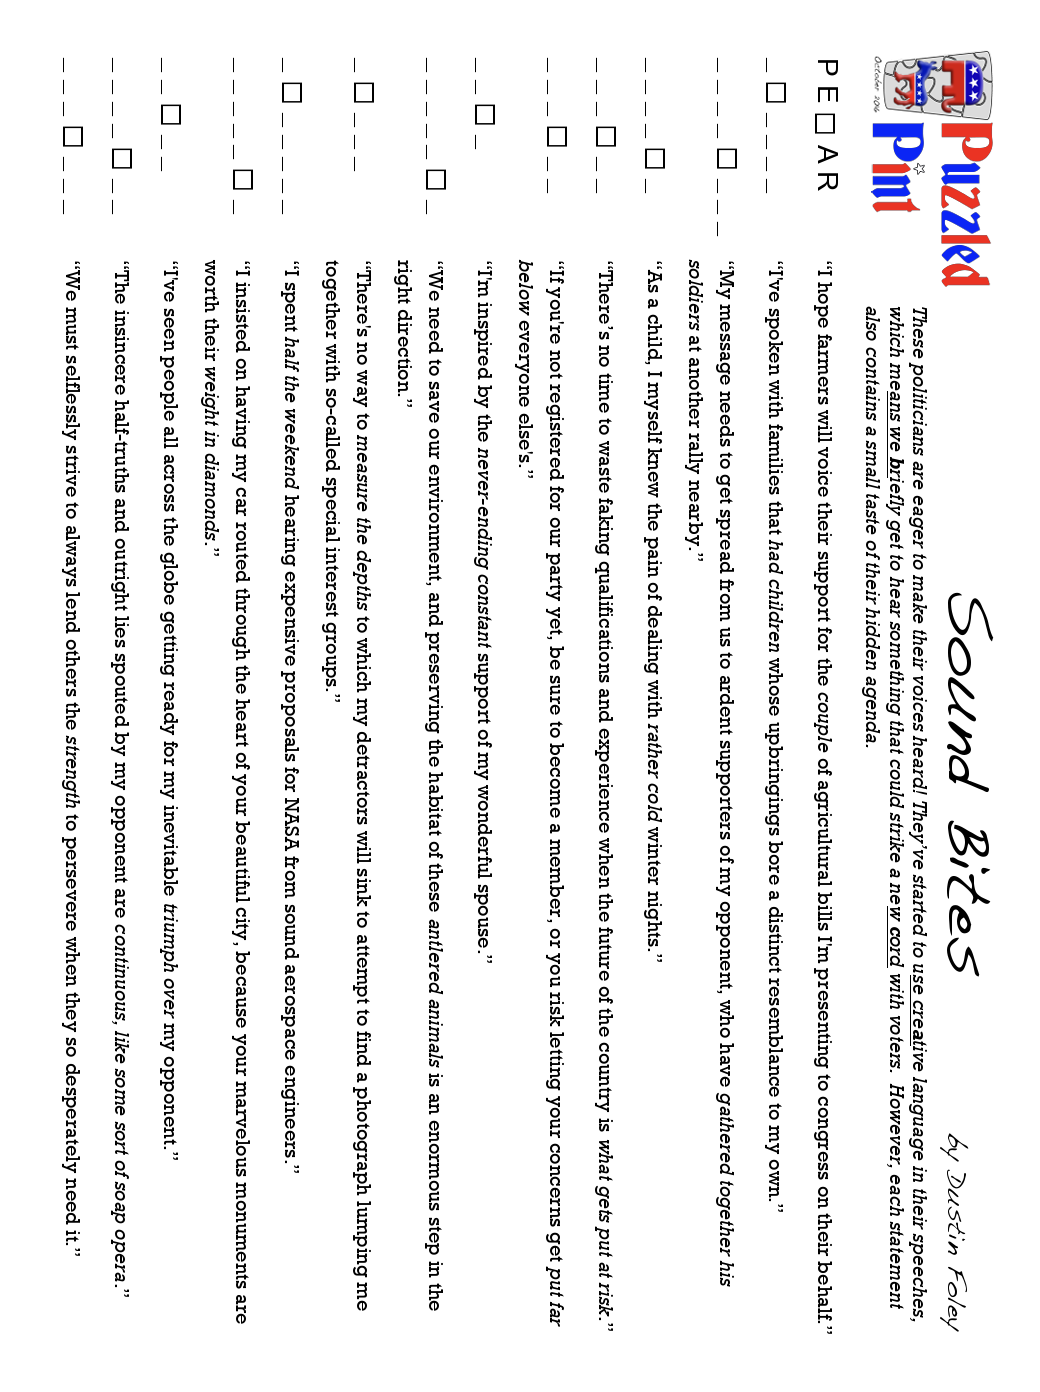 Puzzled
Pint
October 2016
Sound Bites
by Dustin Foley
These politicians are eager to make their voices heard! They've started to use creative language in their speeches,
which means we briefly get to hear something that could strike a new cord with voters. However, each statement
also contains a small taste of their hidden agenda.
P E □ A R “I hope farmers will voice their support for the couple of agricultural bills I'm presenting to congress on their behalf.”
_ □ _ _ _ “I've spoken with families that had children whose upbringings bore a distinct resemblance to my own.”
_ _ _ _ □ _ _ _ “My message needs to get spread from us to ardent supporters of my opponent, who have gathered together his
soldiers at another rally nearby.”
_ _ _ _ □ _ “As a child, I myself knew the pain of dealing with rather cold winter nights.”
_ _ _ □ _ _ “There's no time to waste faking qualifications and experience when the future of the country is what gets put at risk.”
_ _ _ □ _ _ “If you're not registered for our party yet, be sure to become a member, or you risk letting your concerns get put far
below everyone else's.”
_ _ □ _ “I'm inspired by the never-ending constant support of my wonderful spouse.”
_ _ _ _ _ □ _ “We need to save our environment, and preserving the habitat of these antlered animals is an enormous step in the
right direction.”
_ □ _ _ _ “There's no way to measure the depths to which my detractors will sink to attempt to find a photograph lumping me
together with so-called special interest groups.”
_ □ _ _ _ _ _ “I spent half the weekend hearing expensive proposals for NASA from sound aerospace engineers.”
_ _ _ _ _ □ _ “I insisted on having my car routed through the heart of your beautiful city, because your marvelous monuments are
worth their weight in diamonds.”
_ _ □ _ _ “I've seen people all across the globe getting ready for my inevitable triumph over my opponent.”
_ _ _ _ □ _ _ “The insincere half-truths and outright lies spouted by my opponent are continuous, like some sort of soap opera.”
_ _ _ □ _ _ _ “We must selflessly strive to always lend others the strength to persevere when they so desperately need it.”